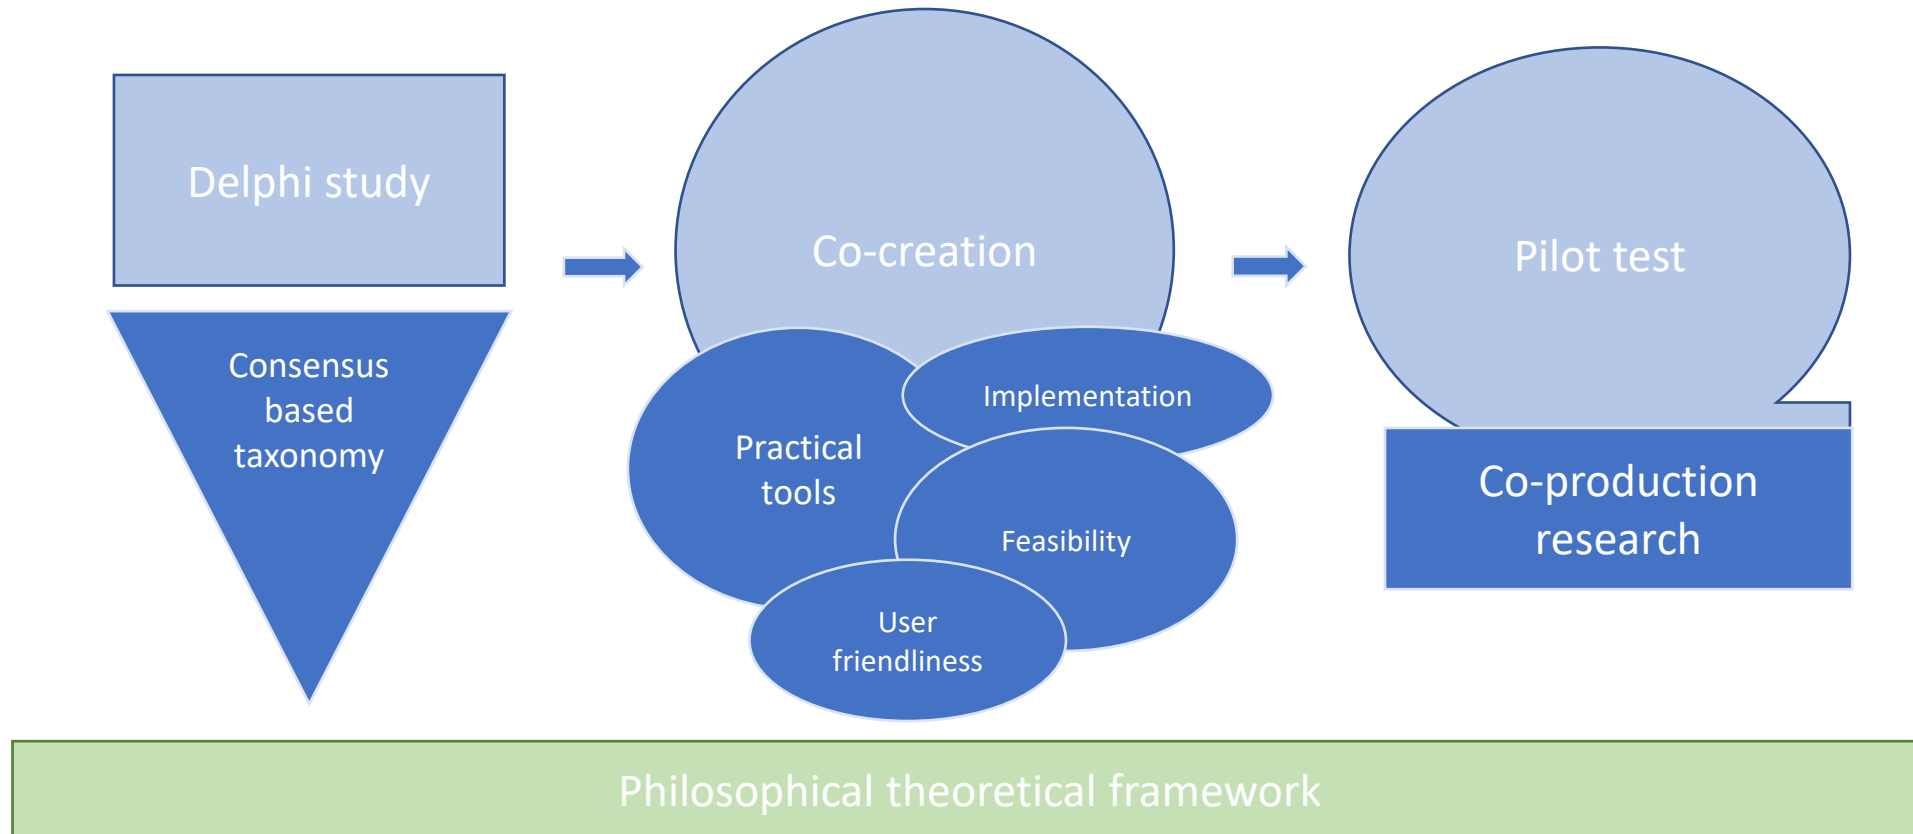 Delphi study
Consensus
based
taxonomy
Co-creation
Practical
tools
Implementation
Feasibility
User
friendliness
Pilot test
Co-production
research
Philosophical theoretical framework